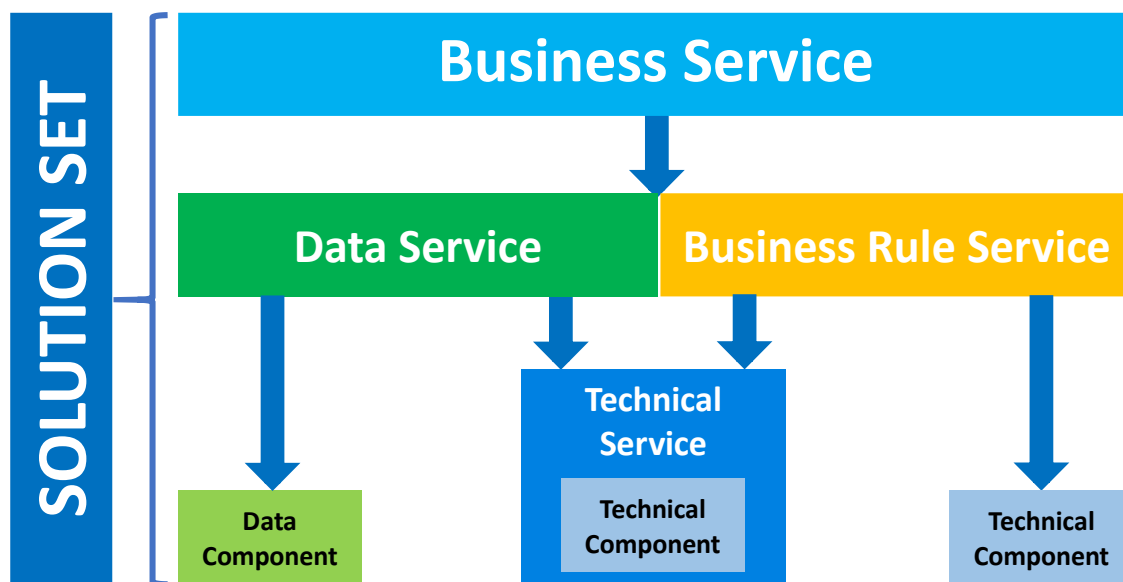 SOLUTION SET
Business Service
Data Service
Business Rule Service
Technical
Service
Data
Component
Technical
Component
Technical
Component